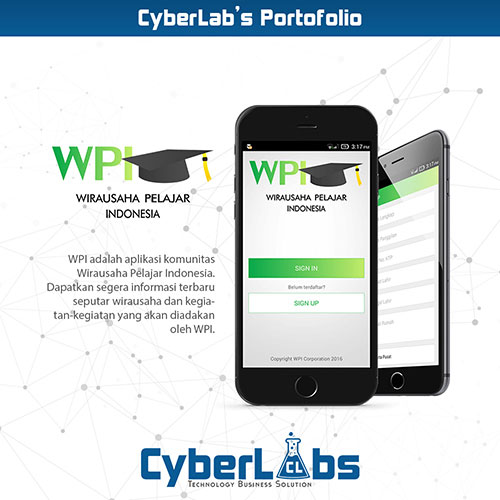 CyberLab's Portofolio
WPI
WIRAUSAHA PELAJAR
INDONESIA
WPI adalah aplikasi komunitas
Wirausaha Pelajar Indonesia.
Dapatkan segera informasi terbaru
seputar wirausaha dan kegia-
tan-kegiatan yang akan diadakan
oleh WPI.
3:17 PM
WPI
WIRAUSAHA PELAJAR
INDONESIA
SIGN IN
Belum terdaftar?
SIGN UP
Copyright WPI Corporation 2016
3:17 PM
CyberLabs
CL
Technology Business Solution